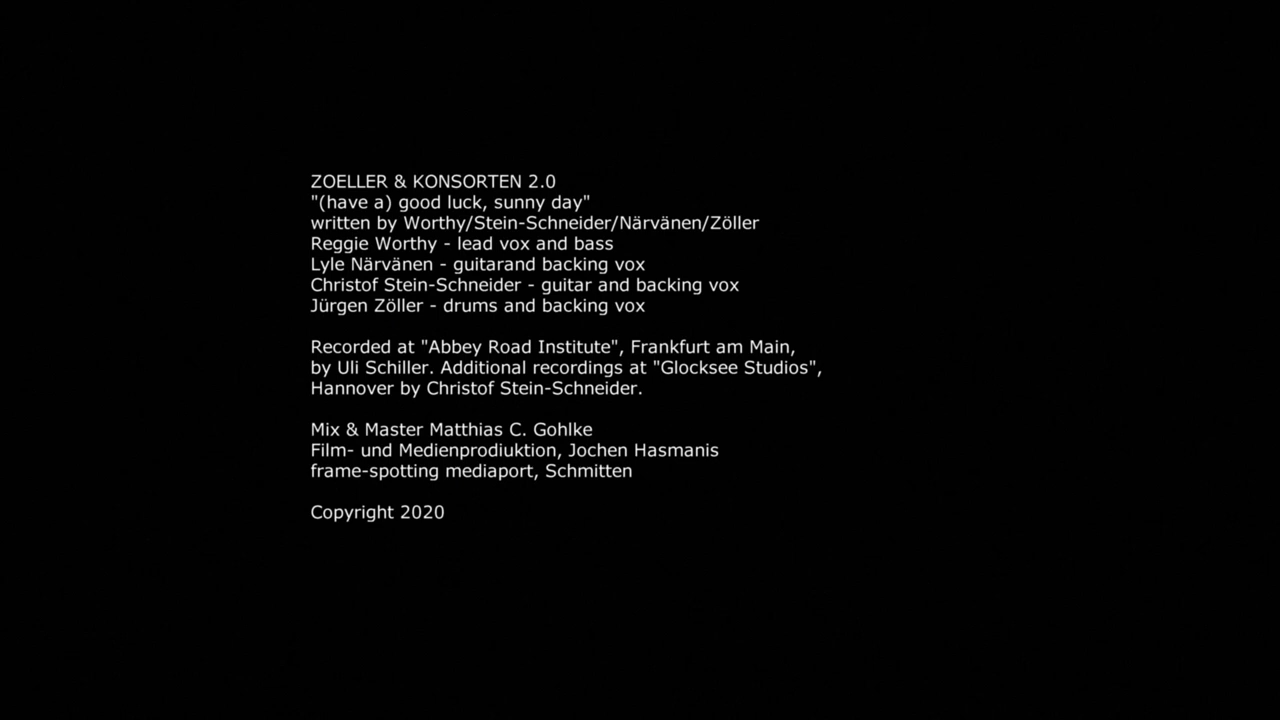 ZOELLER & KONSORTEN 2.0
"(have a) good luck, sunny day"
written by Worthy/Stein-Schneider/Närvänen/Zöller
Reggie Worthy - lead vox and bass
Lyle Närvänen - guitarand backing vox
Christof Stein-Schneider - guitar and backing vox
Jürgen Zöller - drums and backing vox
Recorded at "Abbey Road Institute", Frankfurt am Main,
by Uli Schiller. Additional recordings at "Glocksee Studios",
Hannover by Christof Stein-Schneider.
Mix & Master Matthias C. Gohlke
Film- und Medienprodiuktion, Jochen Hasmanis
frame-spotting mediaport, Schmitten
Copyright 2020